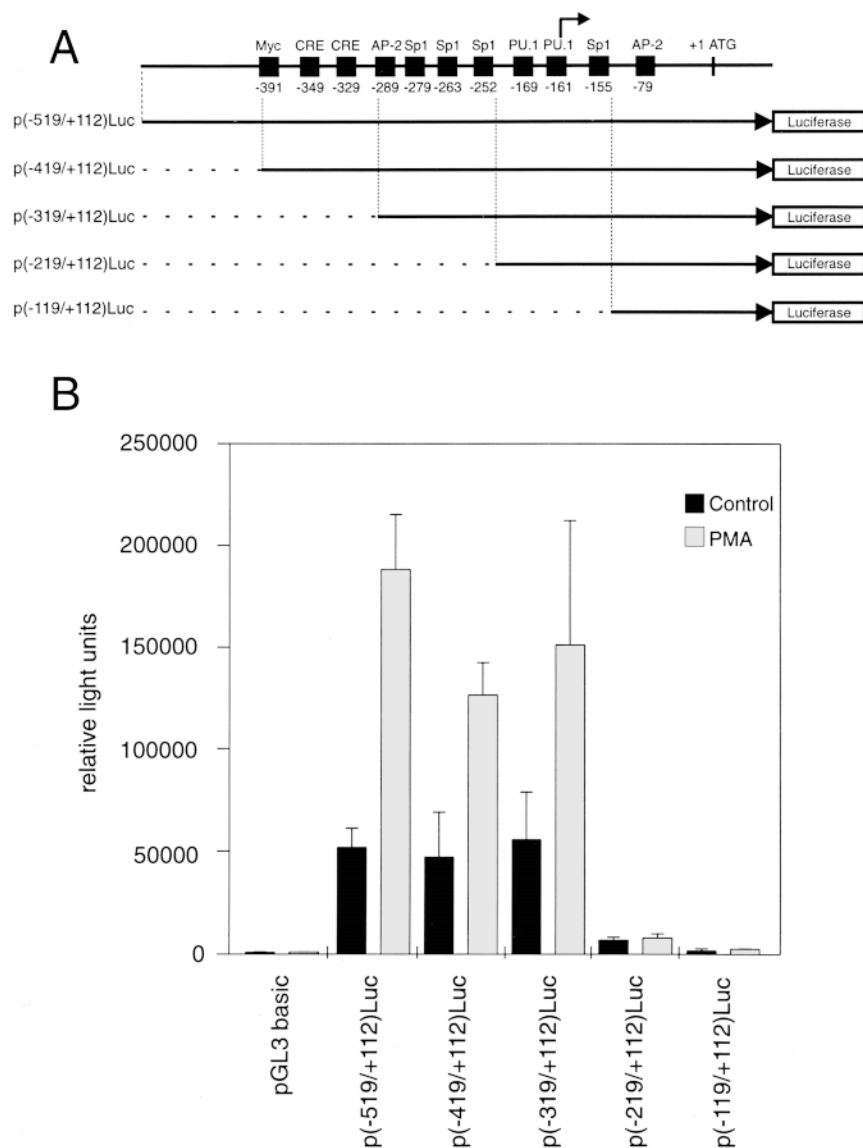 A
Myc CRE CRE AP-2 Sp1 Sp1 Sp1 PU.1 PU.1 Sp1 AP-2 +1 ATG
-391 -349 -329 -289 -279 -263 -252 -169 -161 -155 -79
p(-519/+112)Luc Luciferase
p(-419/+112)Luc Luciferase
p(-319/+112)Luc Luciferase
p(-219/+112)Luc Luciferase
p(-119/+112)Luc Luciferase
B
250000
200000
150000
100000
50000
0
relative light units
Control
PMA
pGL3 basic
p(-519/+112)Luc
p(-419/+112)Luc
p(-319/+112)Luc
p(-219/+112)Luc
p(-119/+112)Luc